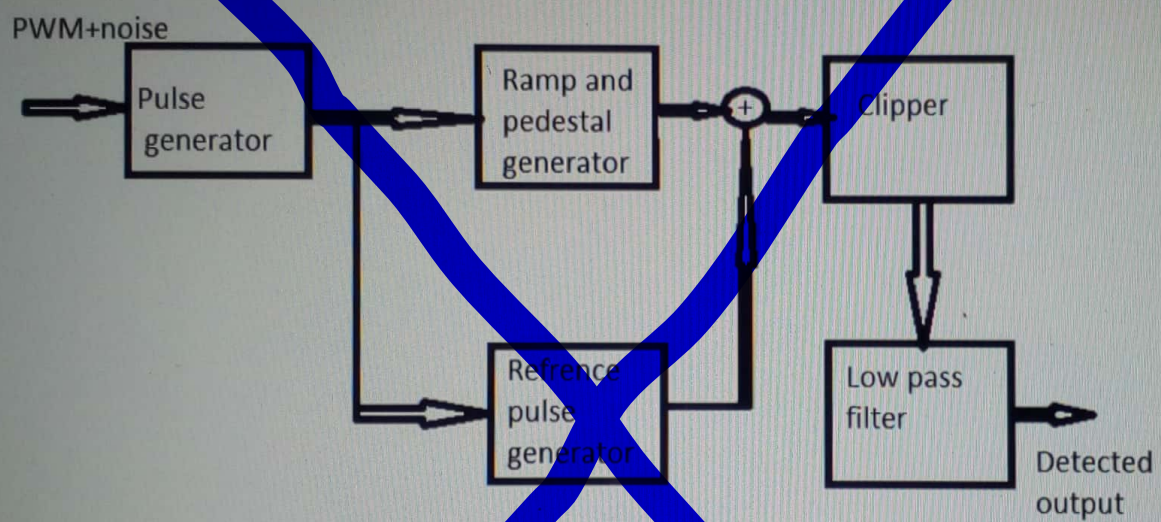 PWM+noise
Pulse
generator
Ramp and
pedestal
generator
+
Clipper
Refrence
pulse
generator
Low pass
filter
Detected
output